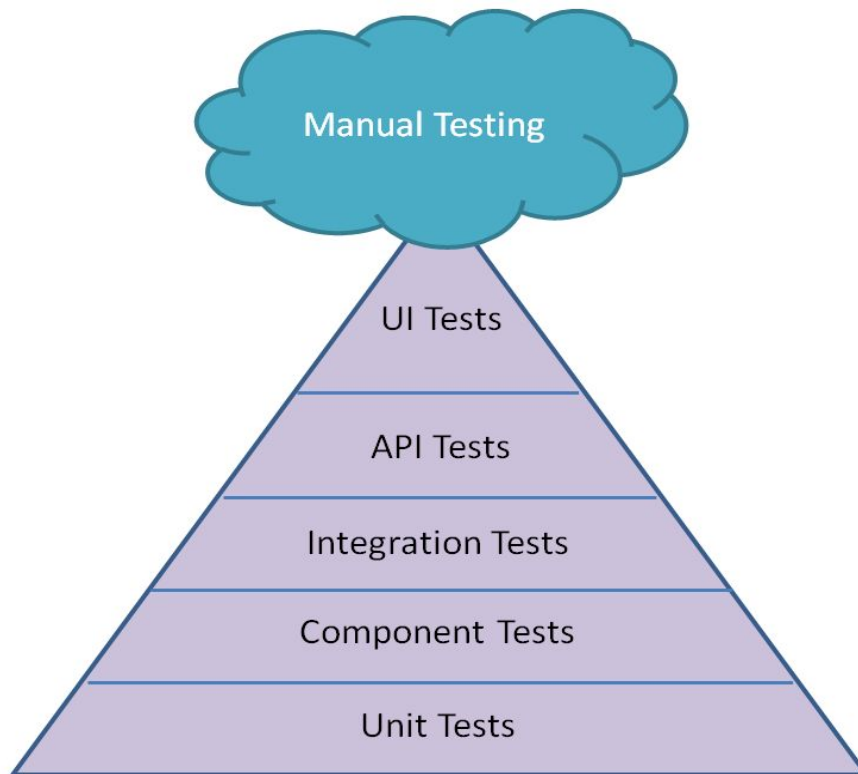 Manual Testing
UI Tests
API Tests
Integration Tests
Component Tests
Unit Tests